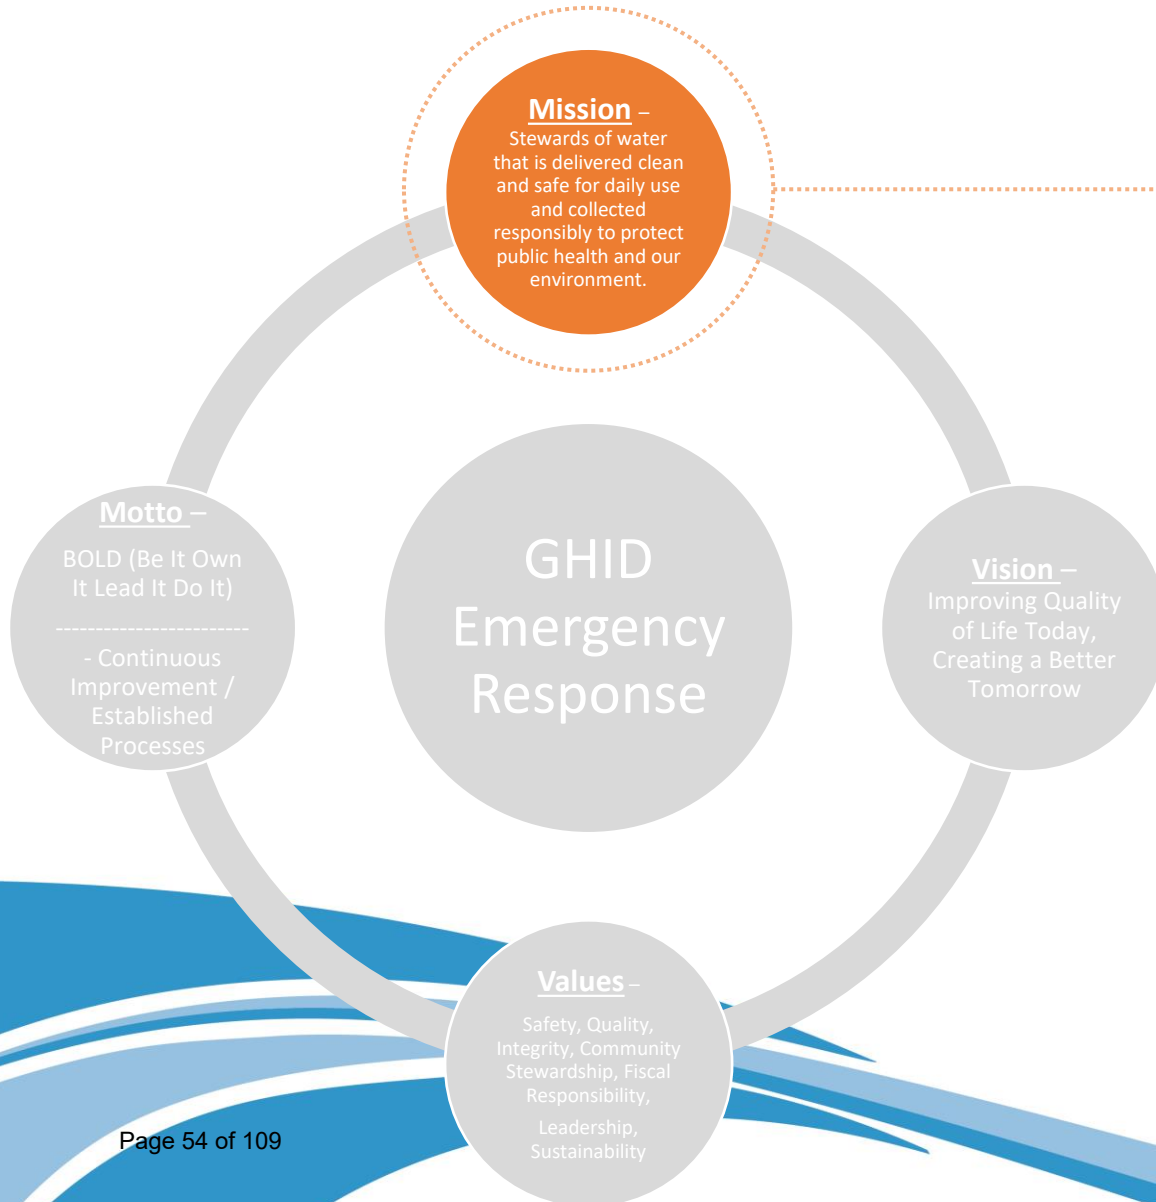 Mission –
Stewards of water
that is delivered clean
and safe for daily use
and collected
responsibly to protect
public health and our
environment.
Motto –
BOLD (Be It Own
It Lead It Do It)
------------------------
- Continuous
Improvement /
Established
Processes
GHID
Emergency
Response
Vision –
Improving Quality
of Life Today,
Creating a Better
Tomorrow
Values –
Safety, Quality,
Integrity, Community
Stewardship, Fiscal
Responsibility,
Leadership,
Sustainability
Page 54 of 109